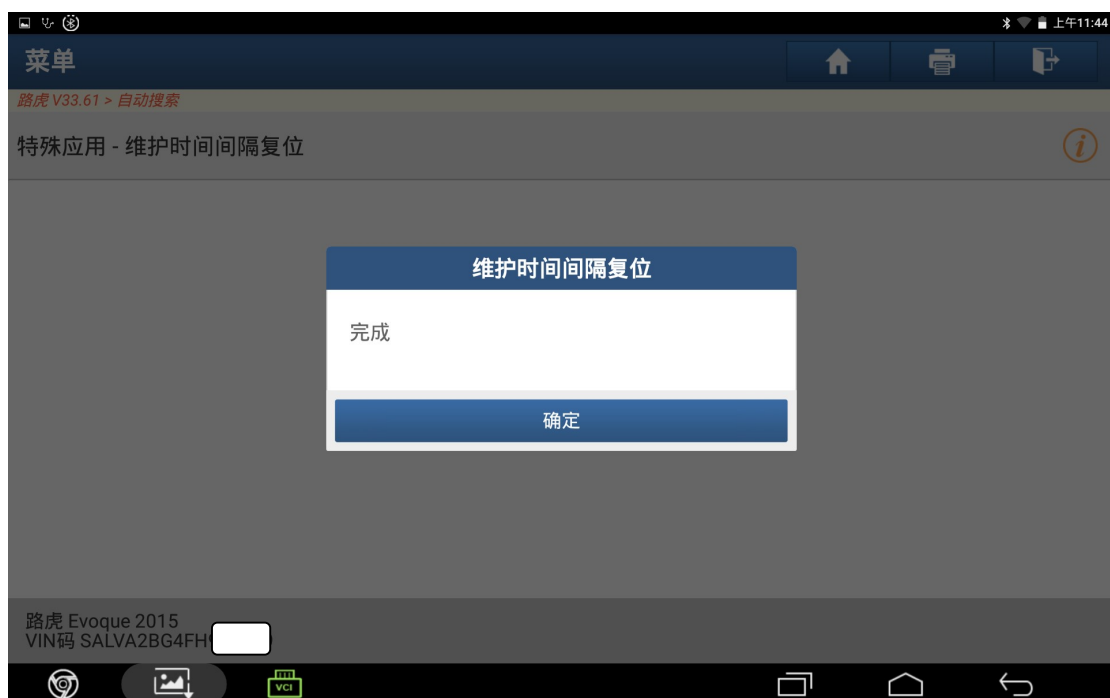 上午11:44
菜单
路虎 V33.61 > 自动搜索
特殊应用 - 维护时间间隔复位
维护时间间隔复位
完成
确定
路虎 Evoque 2015
VIN码 SALVA2BG4FH
VCI